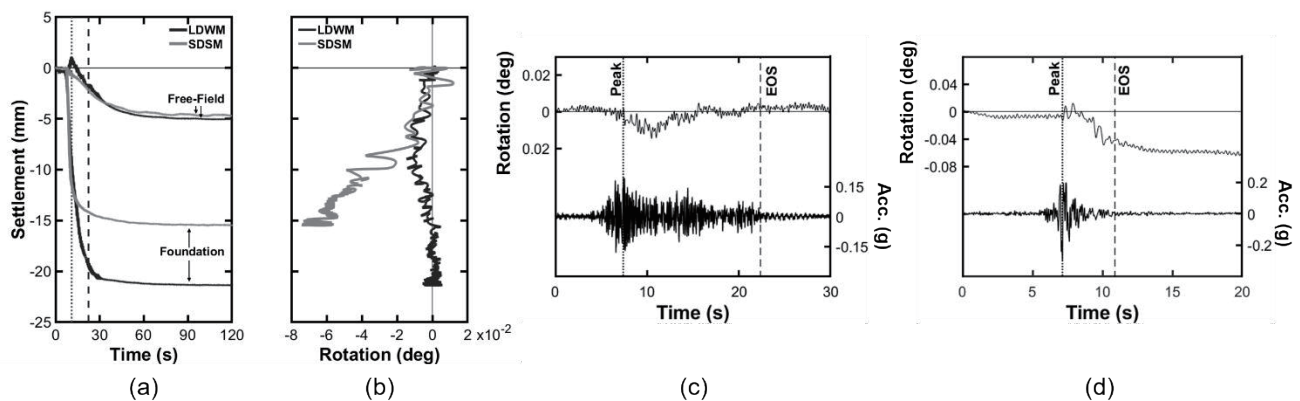 5
0
-5
-10
-15
-20
-25
Settlement (mm)
LDWM
SDSM
Free-Field
Foundation
0 30 60 90 120
Time (s)
(a)
LDWM
SDSM
-8 -6 -4 -2 0 2 x10-2
Rotation (deg)
(b)
Rotation (deg)
0.02
0
0.02
Peak
EOS
0.15
0
-0.15
Acc. (g)
0 10 20 30
Time (s)
(c)
Rotation (deg)
0.04
0
-0.04
-0.08
Peak
EOS
0.2
0
-0.2
Acc. (g)
0 5 10 15 20
Time (s)
(d)